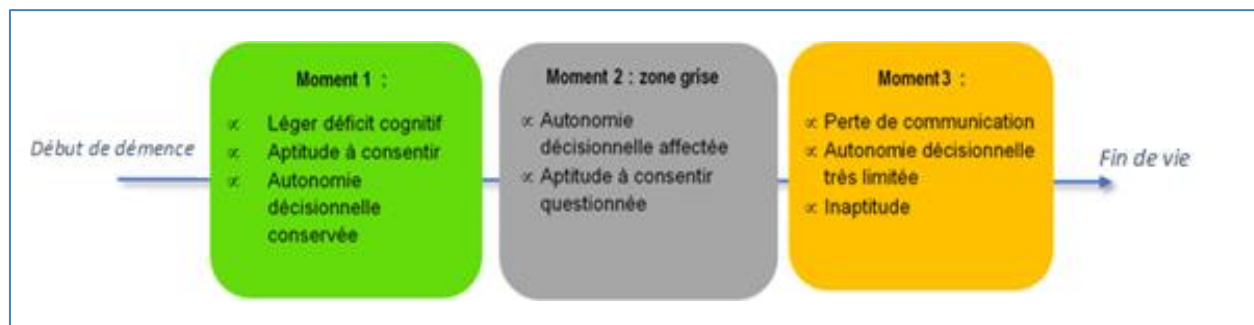 Début de démence
Moment 1 :
∝ Léger déficit cognitif
∝ Aptitude à consentir
∝ Autonomie
décisionnelle
conservée
Moment 2 : zone grise
∝ Autonomie
décisionnelle affectée
∝ Aptitude à consentir
questionnée
Moment 3 :
∝ Perte de communication
∝ Autonomie décisionnelle
très limitée
∝ Inaptitude
Fin de vie